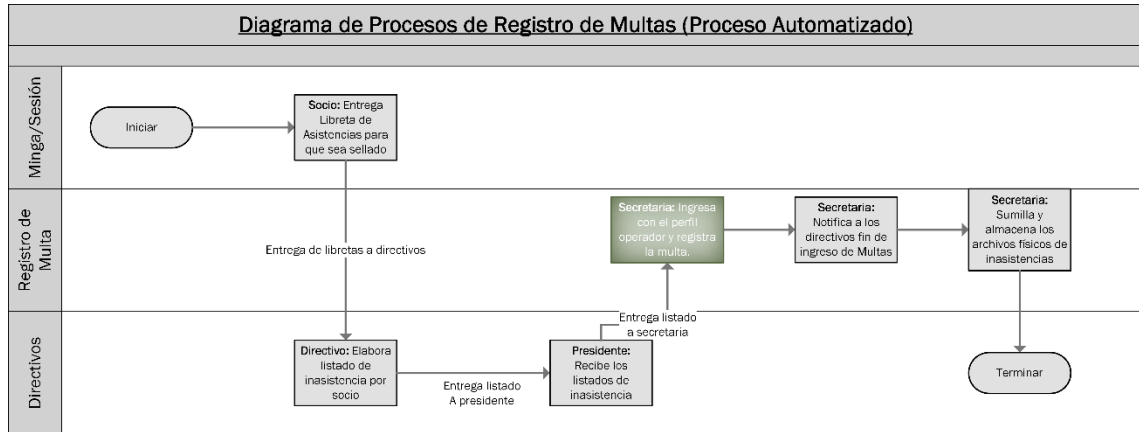 Diagrama de Procesos de Registro de Multas (Proceso Automatizado)
Minga/Sesión
Iniciar
Socio: Entrega
Libreta de
Asistencias para
que sea sellado
Registro de
Multa
Entrega de libretas a directivos
Secretaria: Ingresa
con el perfil
operador y registra
la multa.
Secretaria:
Notifica a los
directivos fin de
ingreso de Multas
Secretaria:
Sumilla y
almacena los
archivos físicos de
inasistencias
Directivos
Directivo: Elabora
listado de
inasistencia por
socio
Entrega listado
A presidente
Presidente:
Recibe los
listados de
inasistencia
Entrega listado
a secretaria
Terminar